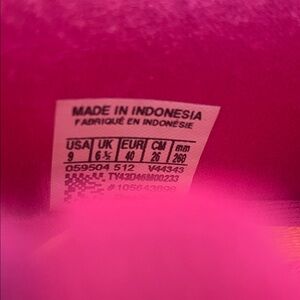 MADE IN INDONESIA
FABRIQUÉ EN INDONÉSIE
USA UK EUR CM mm
9 6½ 40 26 260
059504 512 V44343
TY43D46M00233